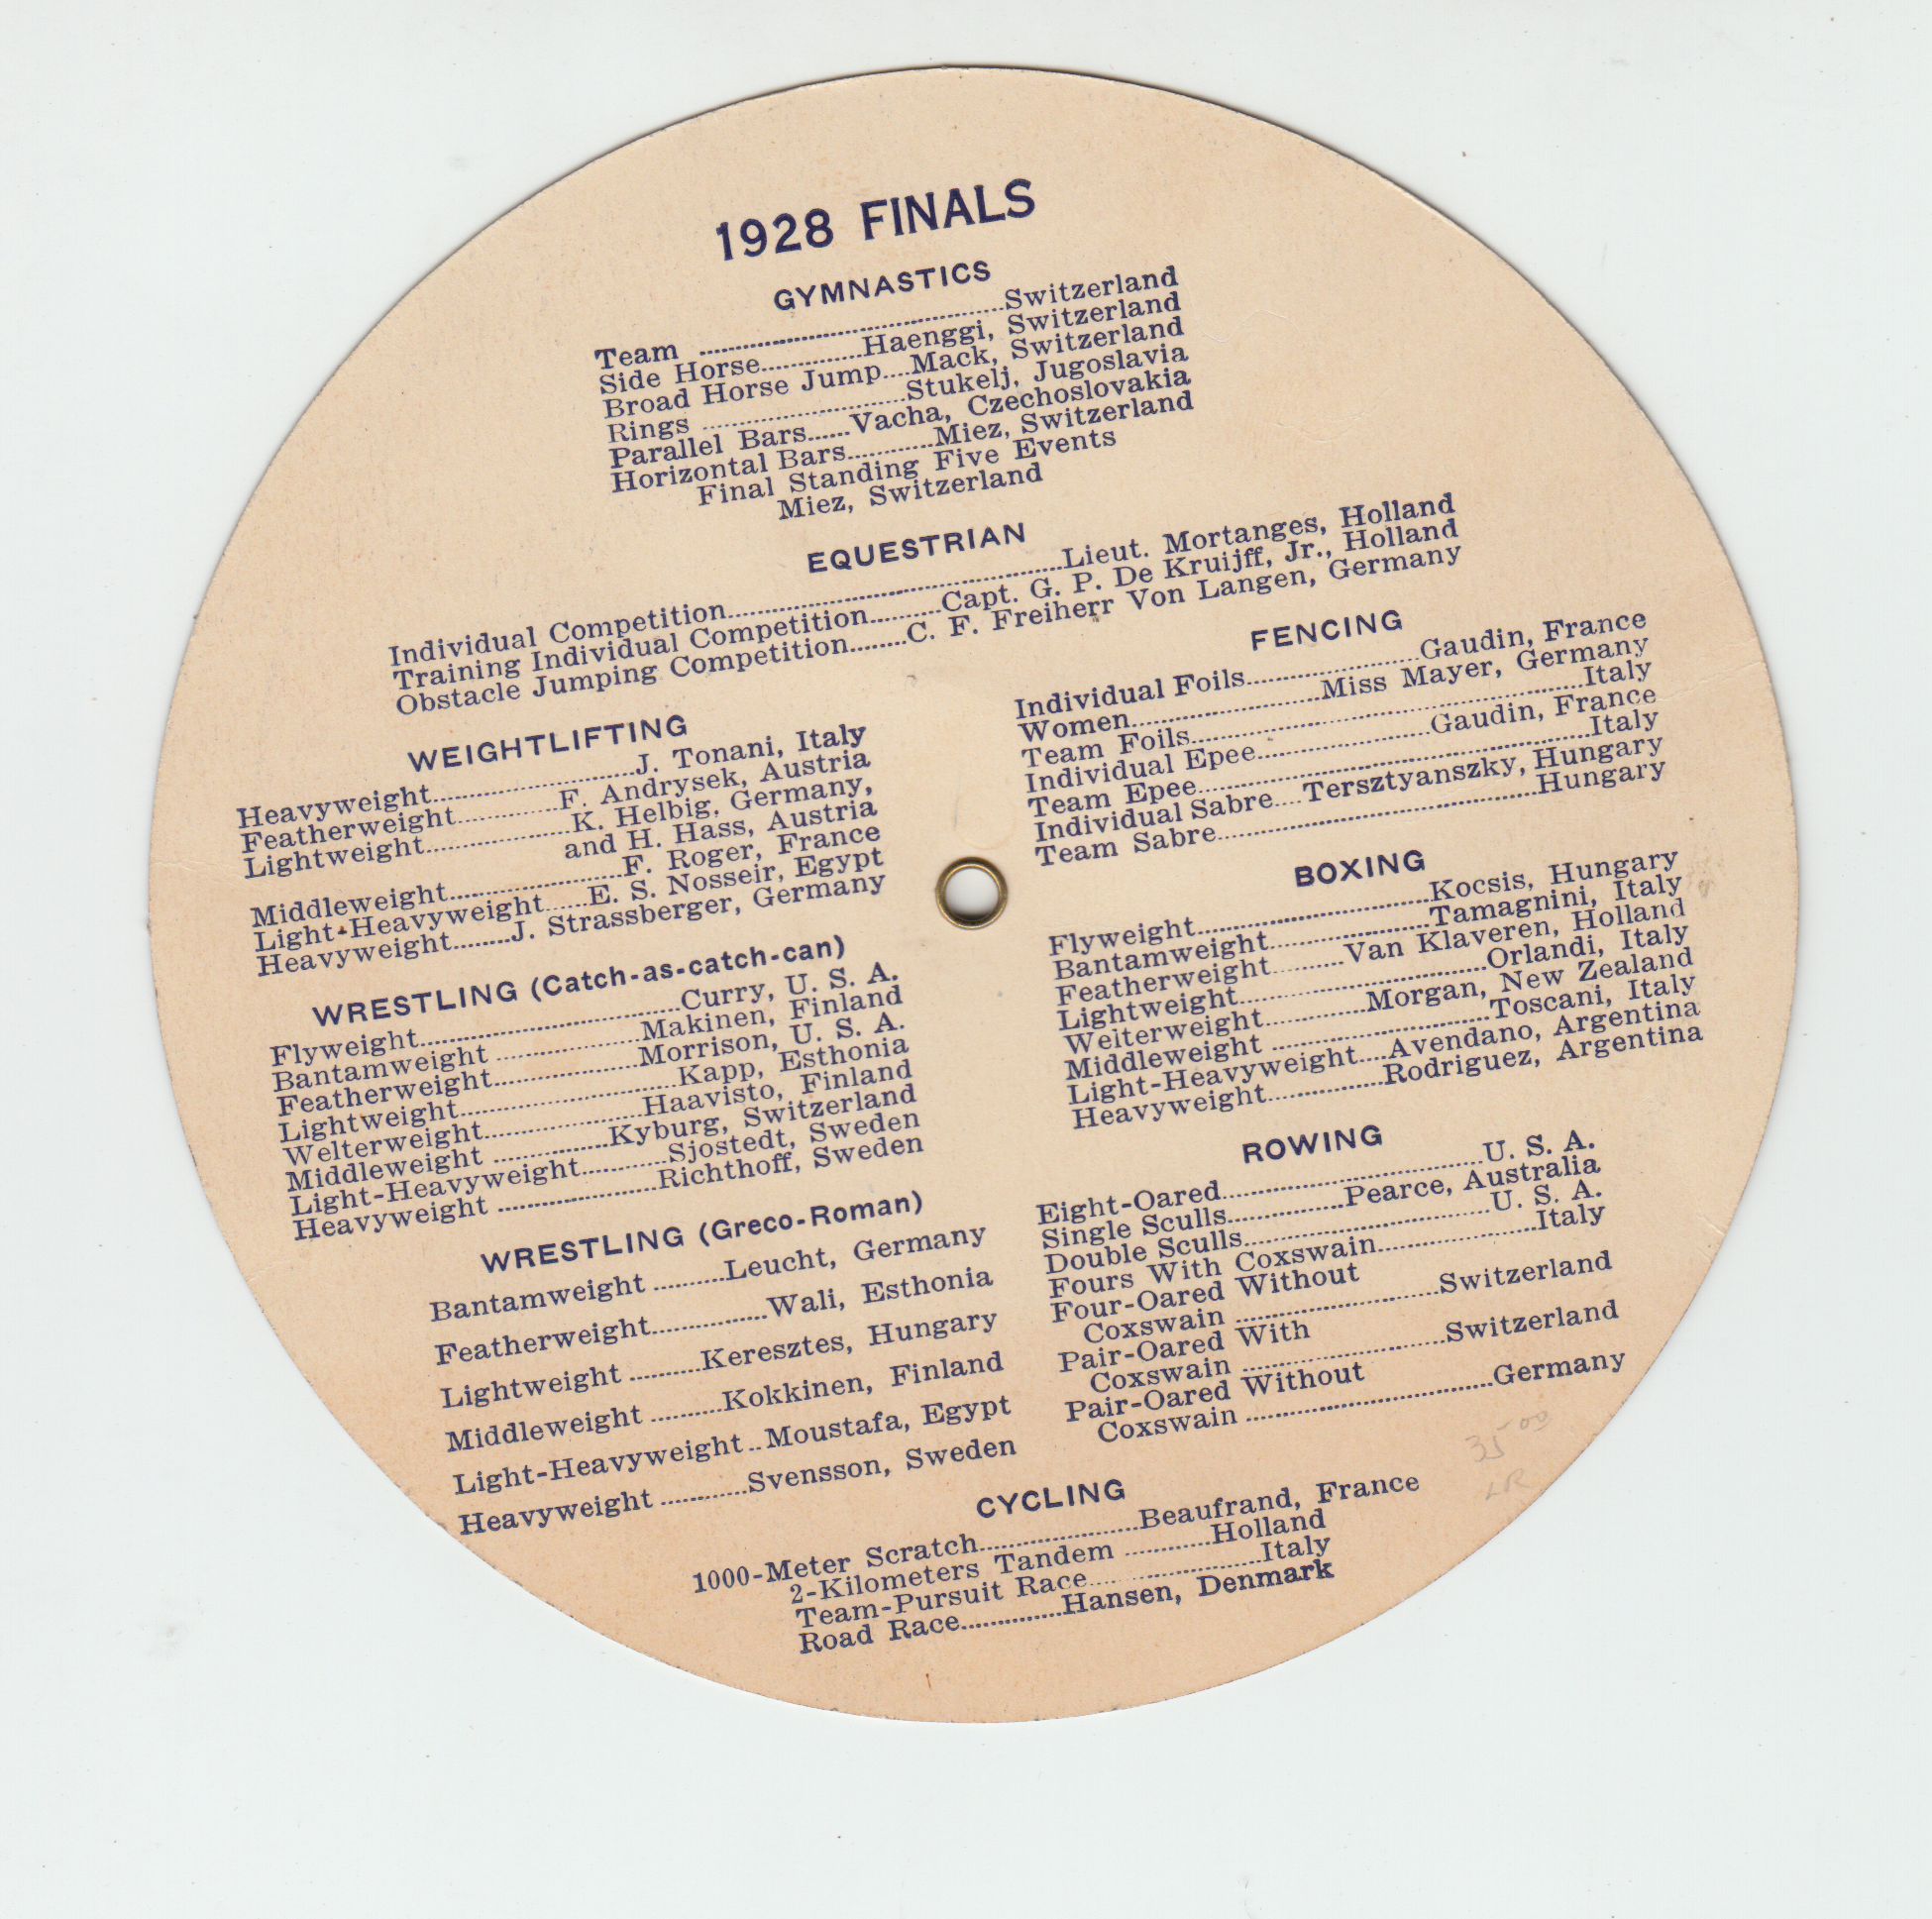 1928 FINALS
GYMNASTICS
Team ........................................Switzerland
Side Horse..............Haenggi, Switzerland
Broad Horse Jump....Mack, Switzerland
Rings ............................Stukelj, Jugoslavia
Parallel Bars......Vacha, Czechoslovakia
Horizontal Bars............Miez, Switzerland
Final Standing Five Events
Miez, Switzerland
EQUESTRIAN
Individual Competition..............................................Lieut. Mortanges, Holland
Training Individual Competition..........Capt. G. P. De Kruijff, Jr., Holland
Obstacle Jumping Competition........C. F. Freiherr Von Langen, Germany
WEIGHTLIFTING
Heavyweight............................J. Tonani, Italy
Featherweight..............F. Andrysek, Austria
Lightweight....................K. Helbig, Germany,
and H. Hass, Austria
Middleweight........................F. Roger, France
Light-Heavyweight......E. S. Nosseir, Egypt
Heavyweight........J. Strassberger, Germany
WRESTLING (Catch-as-catch-can)
Flyweight....................................Curry, U. S. A.
Bantamweight ....................Makinen, Finland
Featherweight....................Morrison, U. S. A.
Lightweight..............................Kapp, Esthonia
Welterweight......................Haavisto, Finland
Middleweight ................Kyburg, Switzerland
Light-Heavyweight............Sjostedt, Sweden
Heavyweight ......................Richthoff, Sweden
WRESTLING (Greco-Roman)
Bantamweight ..........Leucht, Germany
Featherweight................Wali, Esthonia
Lightweight ..........Keresztes, Hungary
Middleweight ..........Kokkinen, Finland
Light-Heavyweight..Moustafa, Egypt
Heavyweight ............Svensson, Sweden
FENCING
Individual Foils........................Gaudin, France
Women..........................Miss Mayer, Germany
Team Foils......................................................Italy
Individual Epee........................Gaudin, France
Team Epee......................................................Italy
Individual Sabre....Tersztyanszky, Hungary
Team Sabre............................................Hungary
BOXING
Flyweight................................Kocsis, Hungary
Bantamweight......................Tamagnini, Italy
Featherweight..........Van Klaveren, Holland
Lightweight..................................Orlandi, Italy
Welterweight..............Morgan, New Zealand
Middleweight ..............................Toscani, Italy
Light-Heavyweight....Avendano, Argentina
Heavyweight................Rodriguez, Argentina
ROWING
Eight-Oared....................................U. S. A.
Single Sculls................Pearce, Australia
Double Sculls..................................U. S. A.
Fours With Coxswain......................Italy
Four-Oared Without
Coxswain ............................Switzerland
Pair-Oared With
Coxswain ............................Switzerland
Pair-Oared Without
Coxswain ..................................Germany
CYCLING
1000-Meter Scratch......................Beaufrand, France
2-Kilometers Tandem ............Holland
Team-Pursuit Race........................Italy
Road Race..............Hansen, Denmark
35 00
LR